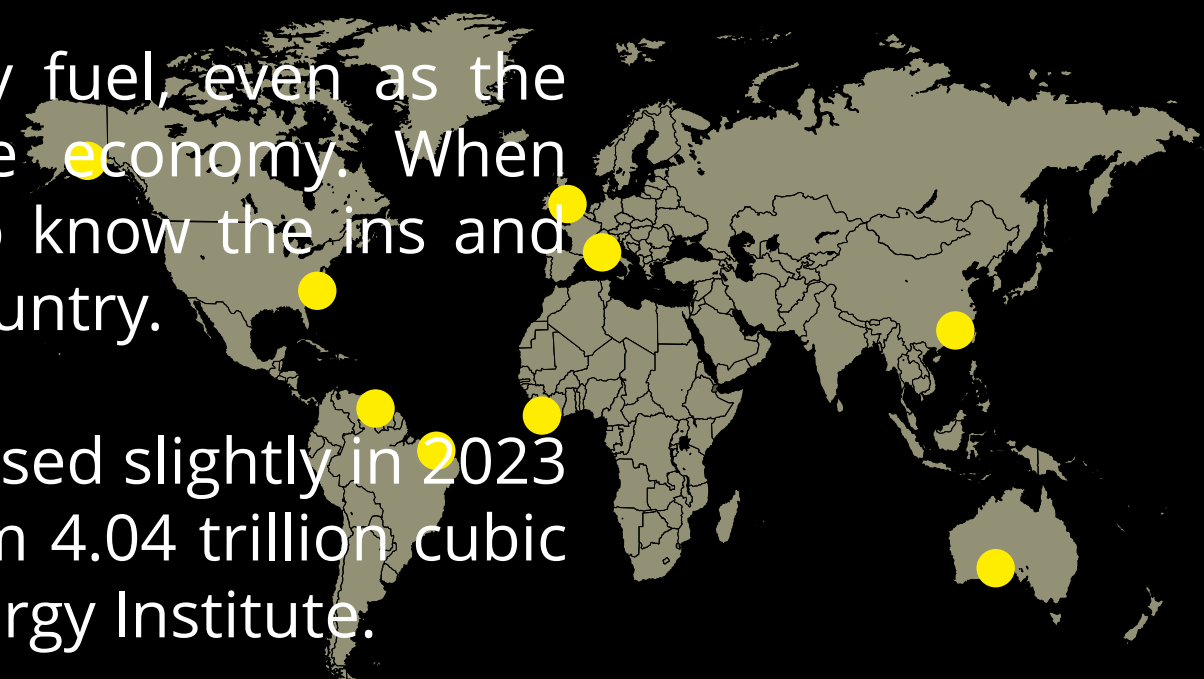 fuel, even as the
economy. When
know the ins and
untry.
sed slightly in 2023
4.04 trillion cubic
rgy Institute.